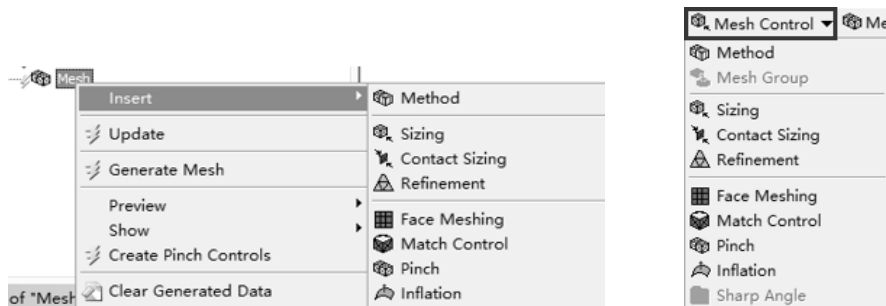 Mesh
Insert
Update
Generate Mesh
Preview
Show
Create Pinch Controls
of "Mesh
Clear Generated Data
Method
Sizing
Contact Sizing
Refinement
Face Meshing
Match Control
Pinch
Inflation
Mesh Control
Me
Method
Mesh Group
Sizing
Contact Sizing
Refinement
Face Meshing
Match Control
Pinch
Inflation
Sharp Angle